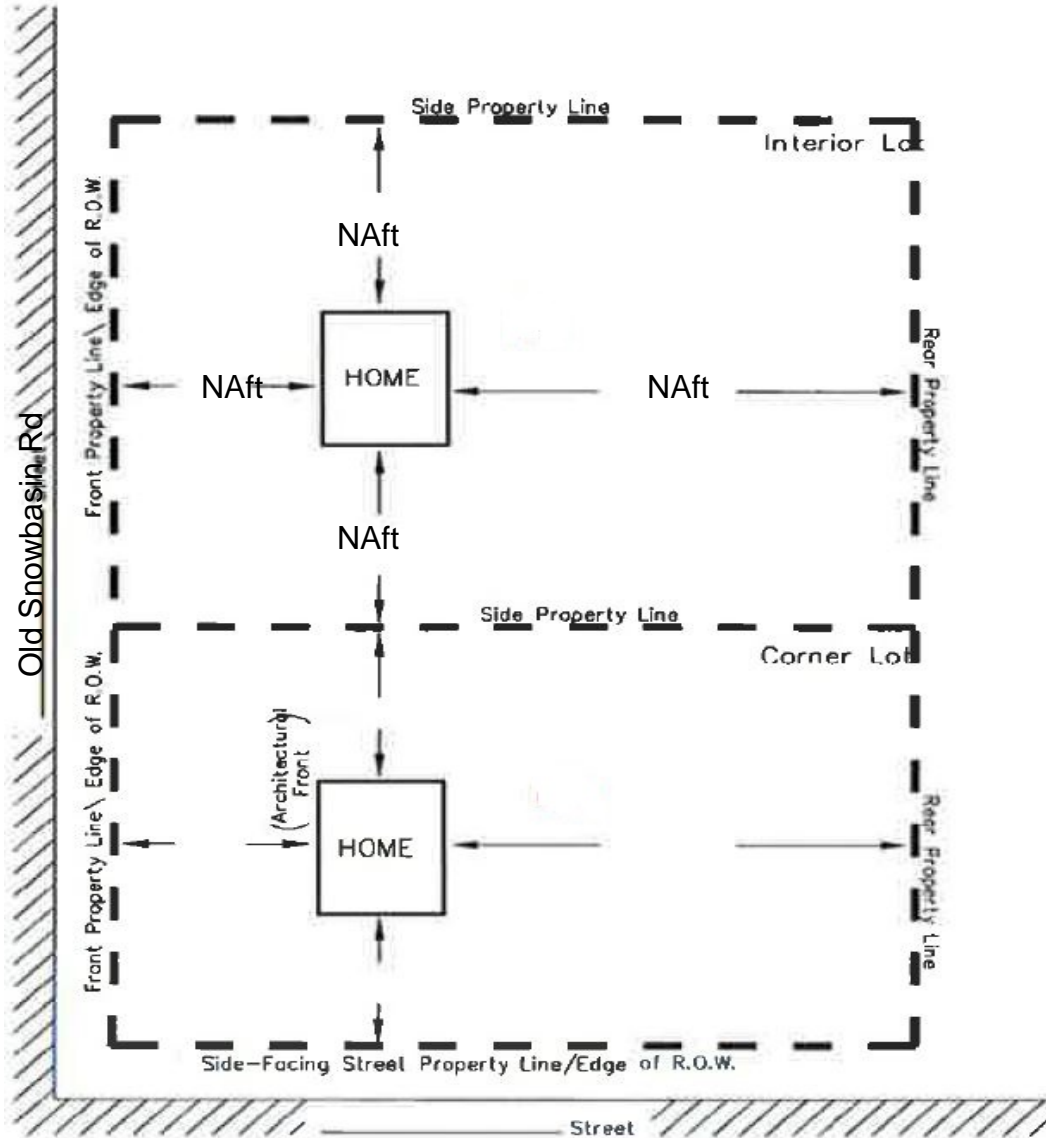 Side Property Line
Interior Lot
Front Property Line\ Edge of R.O.W.
NAft
HOME
NAft
NAft
Rear Property Line
Old Snowbasin Rd
NAft
Side Property Line
Corner Lot
Front Property Line\ Edge of R.O.W.
(Architectural
Front)
HOME
Rear Property Line
Side-Facing Street Property Line/Edge of R.O.W.
Street